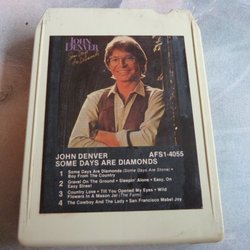 JOHN
DENVER
Some Days
Are Diamonds
JOHN DENVER AFS1-4055
SOME DAYS ARE DIAMONDS
1 Some Days Are Diamonds (Some Days Are Stone) •
Boy From The Country
2 Gravel On The Ground • Sleepin' Alone • Easy, On
Easy Street
3 Country Love • Till You Opened My Eyes • Wild
Flowers In A Mason Jar (The Farm)
4 The Cowboy And The Lady • San Francisco Mabel Joy